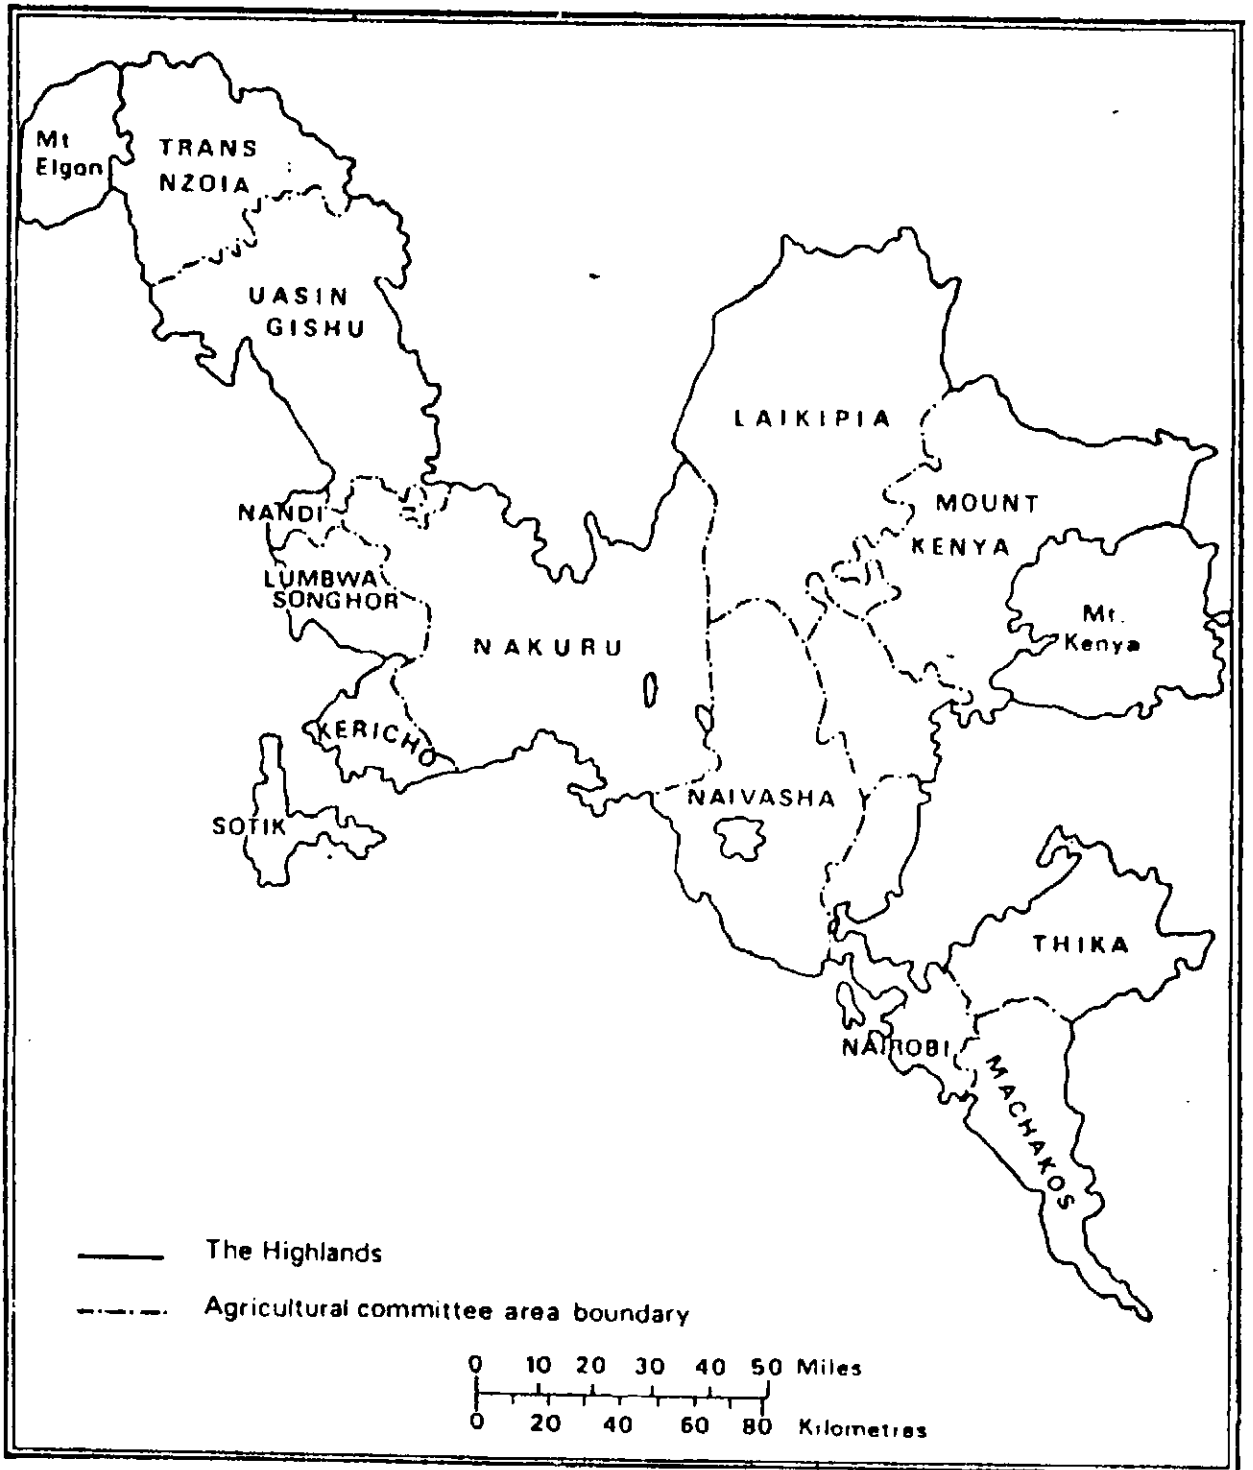 Mt
Elgon
TRANS
NZOIA
UASIN
GISHU
LAIKIPIA
MOUNT
KENYA
NANDI
LUMBWA
SONGHOR
Mt.
Kenya
NAKURU
KERICHO
NAIVASHA
SOTIK
THIKA
NAIROBI
MACHAKOS
The Highlands
Agricultural committee area boundary
0 10 20 30 40 50 Miles
0 20 40 60 80 Kilometres